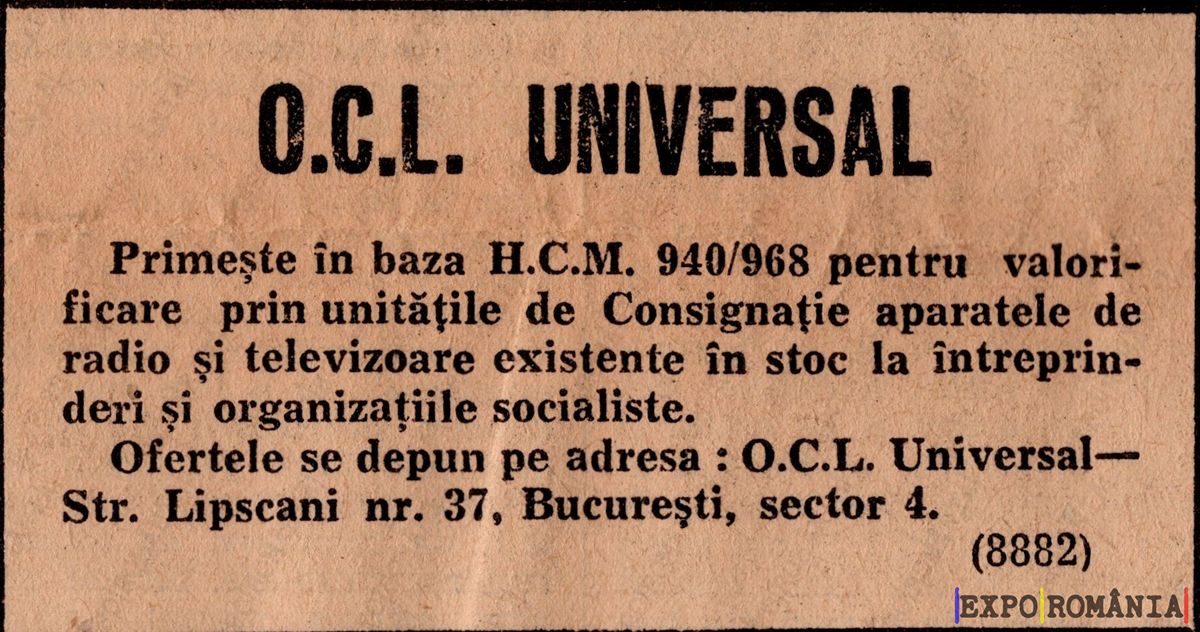 O.C.L. UNIVERSAL
Primește în baza H.C.M. 940/968 pentru valori-
ficare prin unitățile de Consignație aparatele de
radio și televizoare existente în stoc la întreprin-
deri și organizațiile socialiste.
Ofertele se depun pe adresa : O.C.L. Universal—
Str. Lipscani nr. 37, București, sector 4.
(8882)
|EXPO|ROMÂNIA|